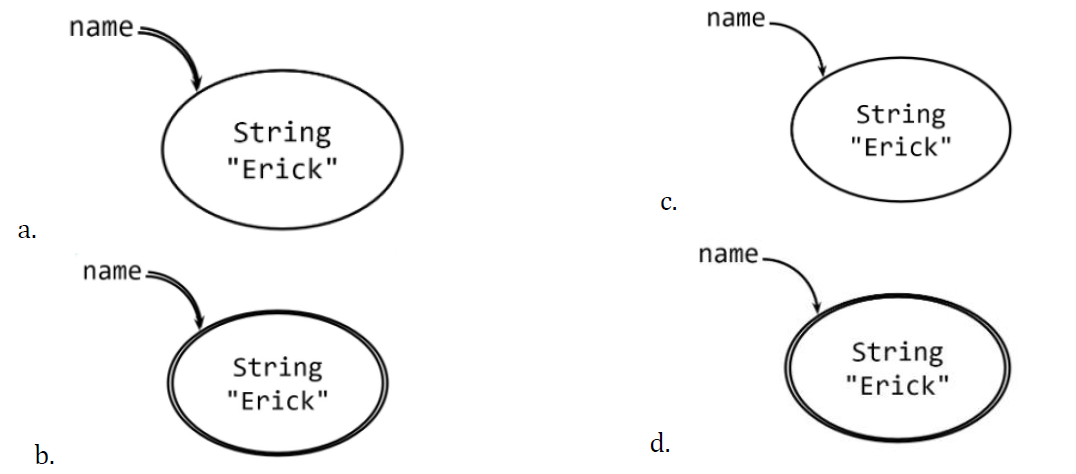 name
String
"Erick"
a.
name
String
"Erick"
b.
name
String
"Erick"
c.
name
String
"Erick"
d.